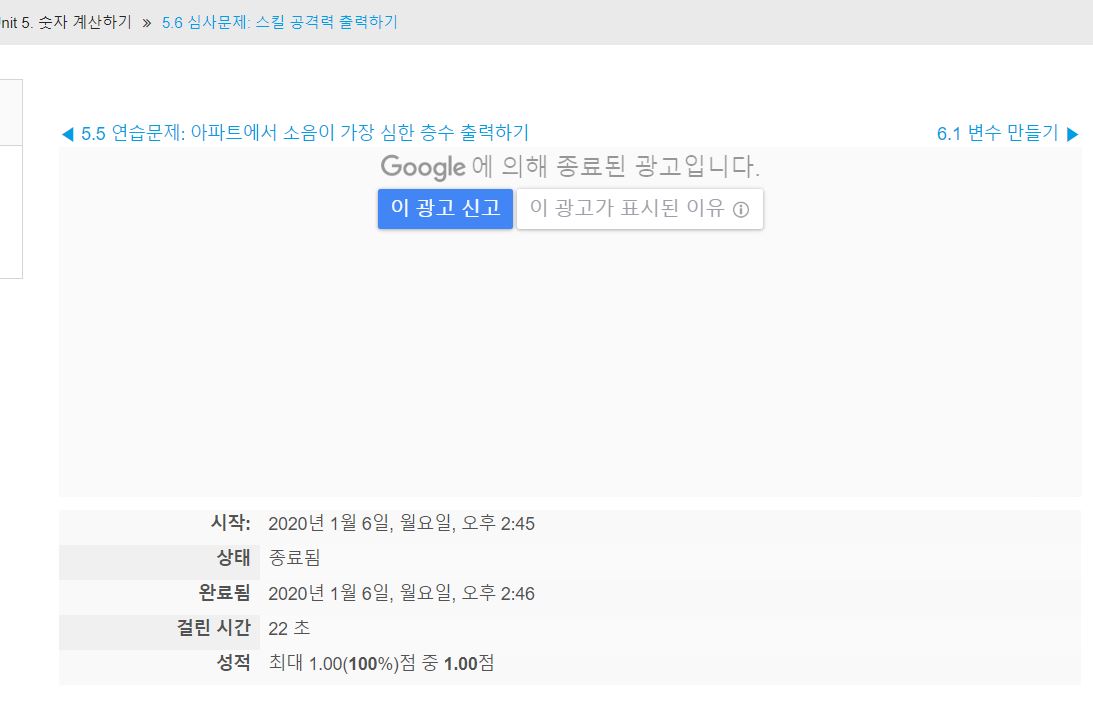 nit 5. 숫자 계산하기 » 5.6 심사문제: 스킬 공격력 출력하기
◀ 5.5 연습문제: 아파트에서 소음이 가장 심한 층수 출력하기 6.1 변수 만들기 ▶
Google 에 의해 종료된 광고입니다.
이 광고 신고 이 광고가 표시된 이유
시작: 2020년 1월 6일, 월요일, 오후 2:45
상태 종료됨
완료됨 2020년 1월 6일, 월요일, 오후 2:46
걸린 시간 22 초
성적 최대 1.00(100%)점 중 1.00점